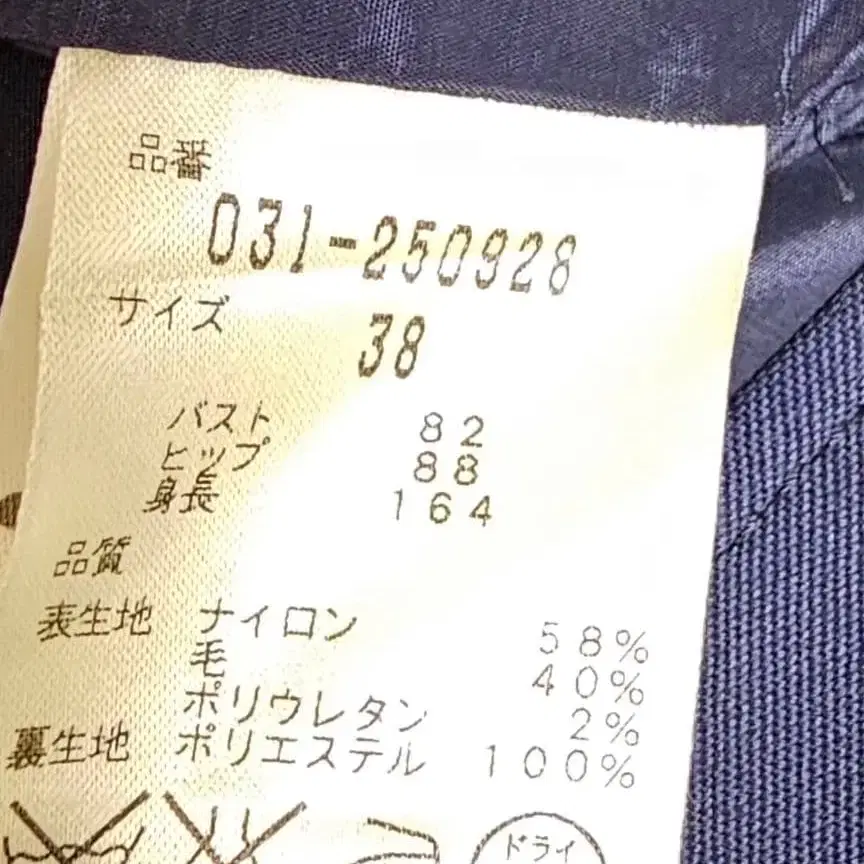 品番
031-250928
サイズ 38
バスト 82
ヒップ 88
身長 164
品質
表生地 ナイロン 58%
毛 40%
ポリウレタン 2%
裏生地 ポリエステル 100%
ドライ